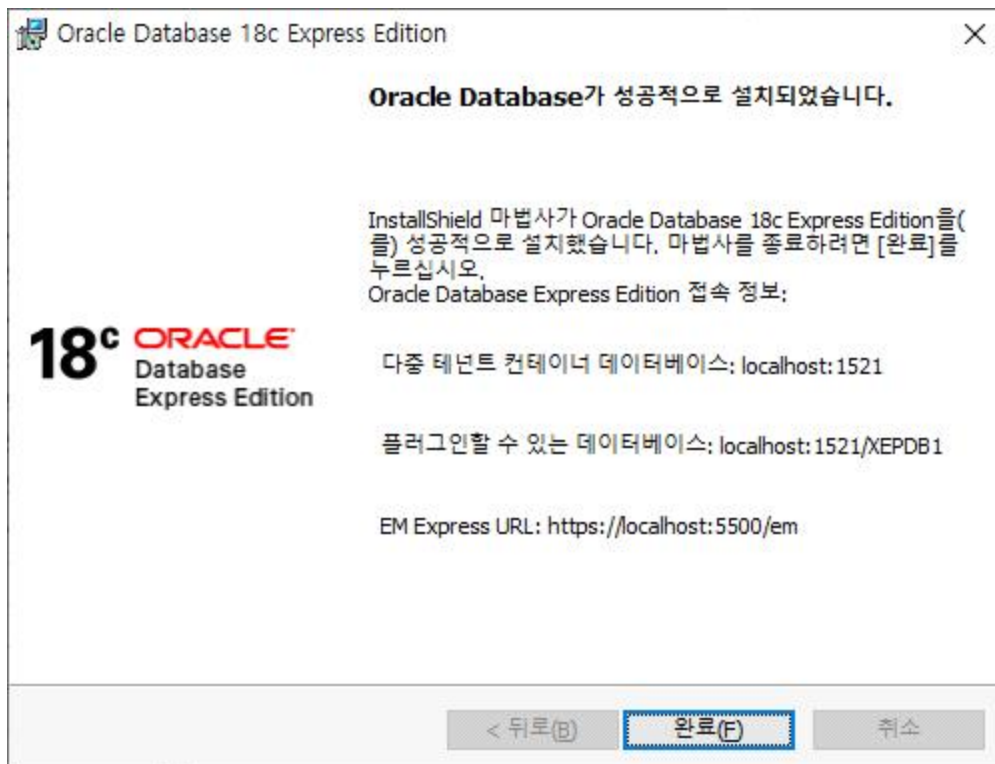 Oracle Database 18c Express Edition
Oracle Database가 성공적으로 설치되었습니다.
InstallShield 마법사가 Oracle Database 18c Express Edition을(
를) 성공적으로 설치했습니다. 마법사를 종료하려면 [완료]를
누르십시오.
Oracle Database Express Edition 접속 정보:
18c ORACLE
Database
Express Edition
다중 테넌트 컨테이너 데이터베이스: localhost:1521
플러그인할 수 있는 데이터베이스: localhost:1521/XEPDB1
EM Express URL: https://localhost:5500/em
< 뒤로(B)
완료(F)
취소